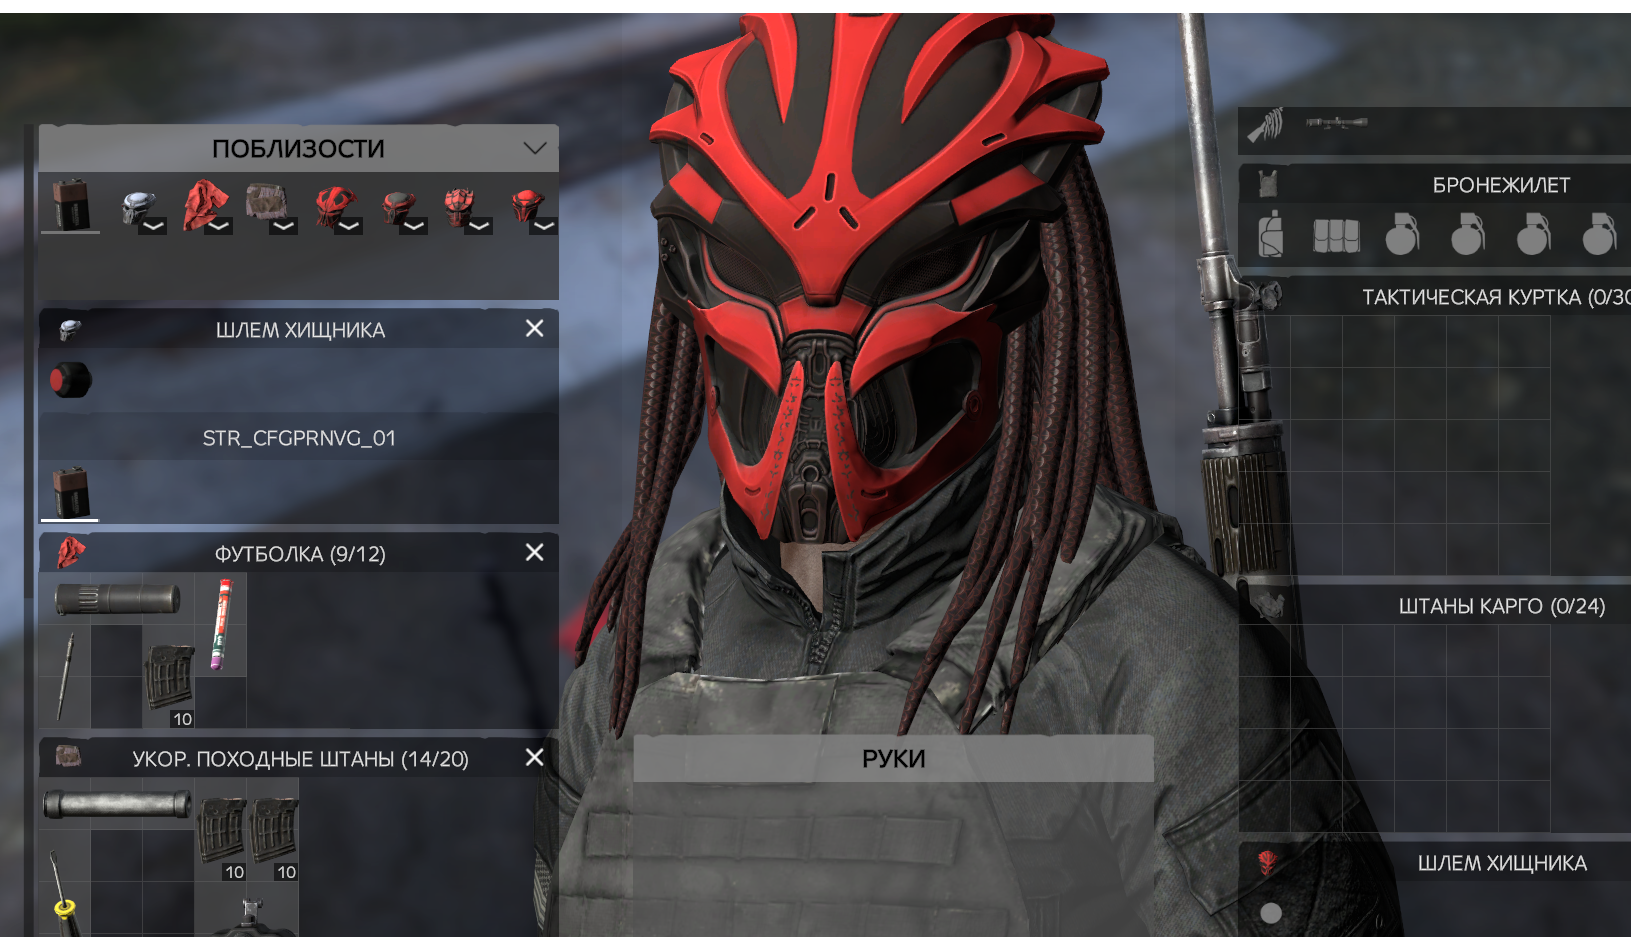 ПОБЛИЗОСТИ
ШЛЕМ ХИЩНИКА
STR_CFGPRNVG_01
ФУТБОЛКА (9/12)
10
УКОР. ПОХОДНЫЕ ШТАНЫ (14/20)
10
10
РУКИ
БРОНЕЖИЛЕТ
ТАКТИЧЕСКАЯ КУРТКА (0/30
ШТАНЫ КАРГО (0/24)
ШЛЕМ ХИЩНИКА